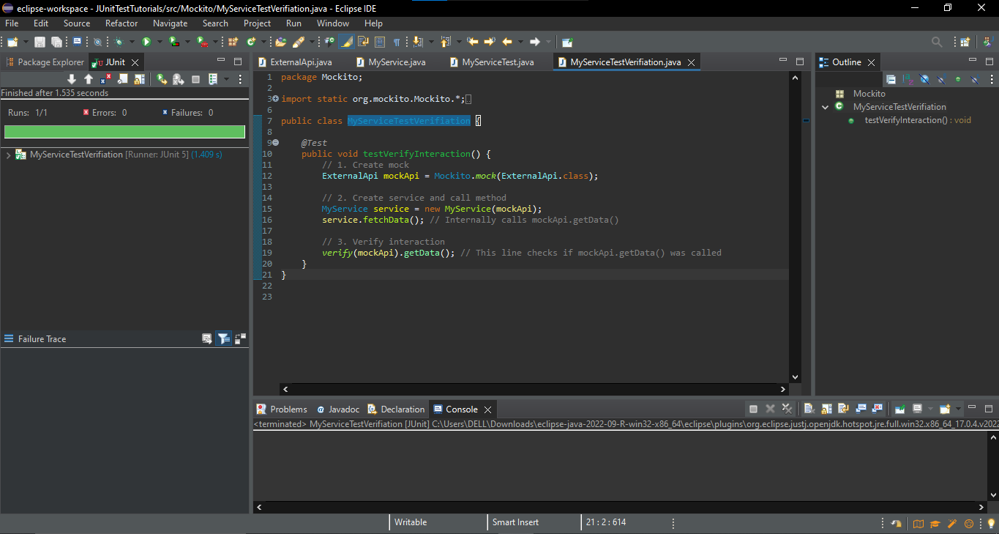 eclipse-workspace - JUnitTestTutorials/src/Mockito/MyServiceTestVerifiation.java - Eclipse IDE
File Edit Source Refactor Navigate Search Project Run Window Help
Package Explorer JUnit
Finished after 1.535 seconds
Runs: 1/1 Errors: 0 Failures: 0
MyServiceTestVerifiation [Runner: JUnit 5] (1.409 s)
Failure Trace
ExternalApi.java MyService.java MyServiceTest.java MyServiceTestVerifiation.java
1 package Mockito;
2
3 import static org.mockito.Mockito.*;
6
7 public class MyServiceTestVerifiation {
8
9 @Test
10 public void testVerifyInteraction() {
11 // 1. Create mock
12 ExternalApi mockApi = Mockito.mock(ExternalApi.class);
13
14 // 2. Create service and call method
15 MyService service = new MyService(mockApi);
16 service.fetchData(); // Internally calls mockApi.getData()
17
18 // 3. Verify interaction
19 verify(mockApi).getData(); // This line checks if mockApi.getData() was called
20 }
21 }
22
23
Outline
Mockito
MyServiceTestVerifiation
testVerifyInteraction() : void
Problems Javadoc Declaration Console
<terminated> MyServiceTestVerifiation [JUnit] C:\Users\DELL\Downloads\eclipse-java-2022-09-R-win32-x86_64\eclipse\plugins\org.eclipse.justj.openjdk.hotspot.jre.full.win32.x86_64_17.0.4.v2022
Writable Smart Insert 21 : 2 : 614